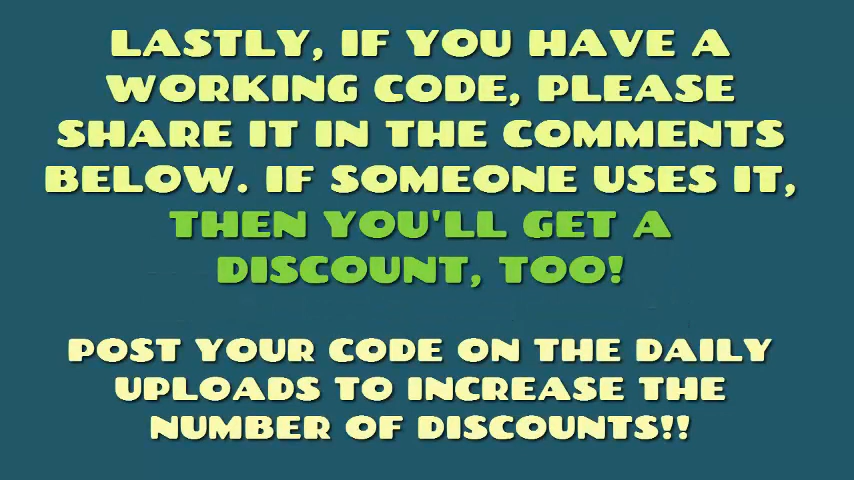 LASTLY, IF YOU HAVE A
WORKING CODE, PLEASE
SHARE IT IN THE COMMENTS
BELOW. IF SOMEONE USES IT,
THEN YOU'LL GET A
DISCOUNT, TOO!
POST YOUR CODE ON THE DAILY
UPLOADS TO INCREASE THE
NUMBER OF DISCOUNTS!!